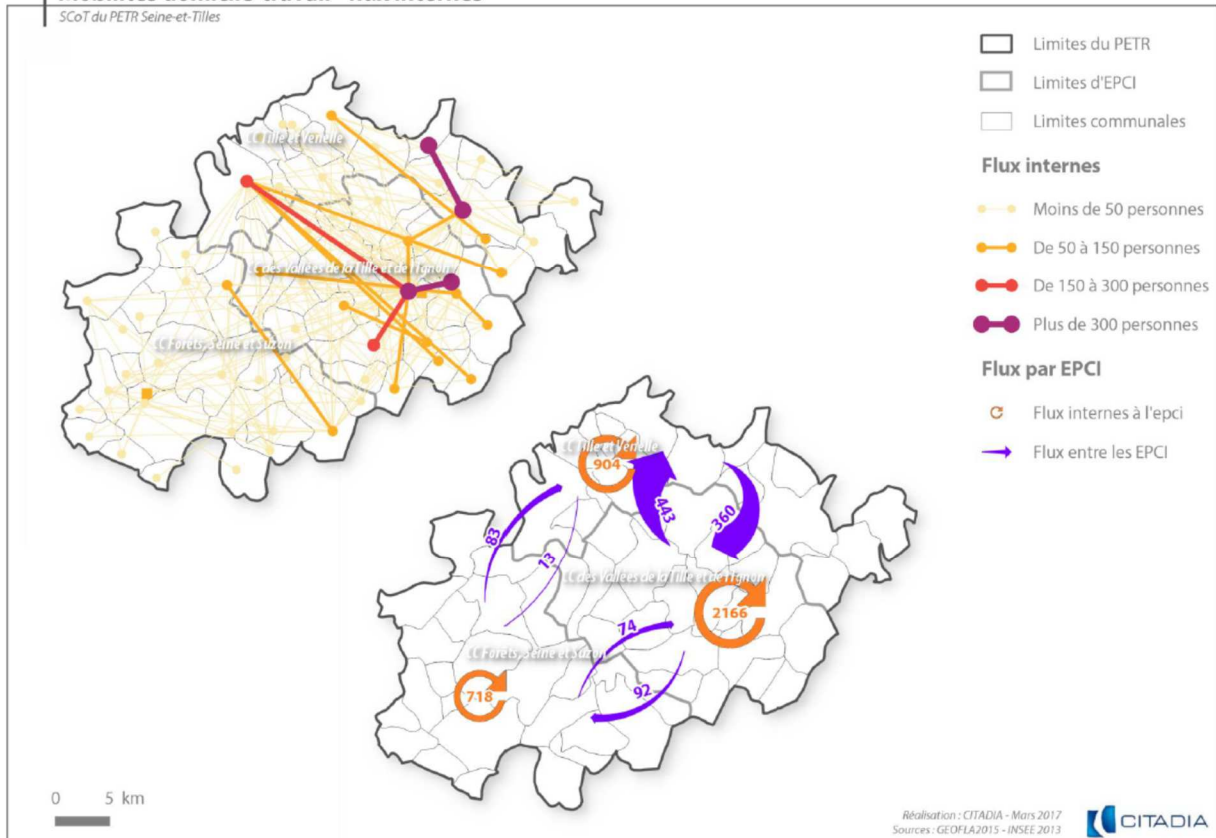 SCoT du PETR Seine-et-Tilles
Limites du PETR
Limites d'EPCI
Limites communales
Flux internes
Moins de 50 personnes
De 50 à 150 personnes
De 150 à 300 personnes
Plus de 300 personnes
Flux par EPCI
Flux internes à l'epci
Flux entre les EPCI
CC Tille et Venelle
CC des Vallées de la Tille et de l'Ignon
CC Forêts, Seine et Suzon
CC Tille et Venelle
904
443
360
83
13
CC des Vallées de la Tille et de l'Ignon
2166
74
CC Forêts, Seine et Suzon
718
92
0 5 km
Réalisation : CITADIA - Mars 2017
Sources : GEOFLA2015 - INSEE 2013
CITADIA